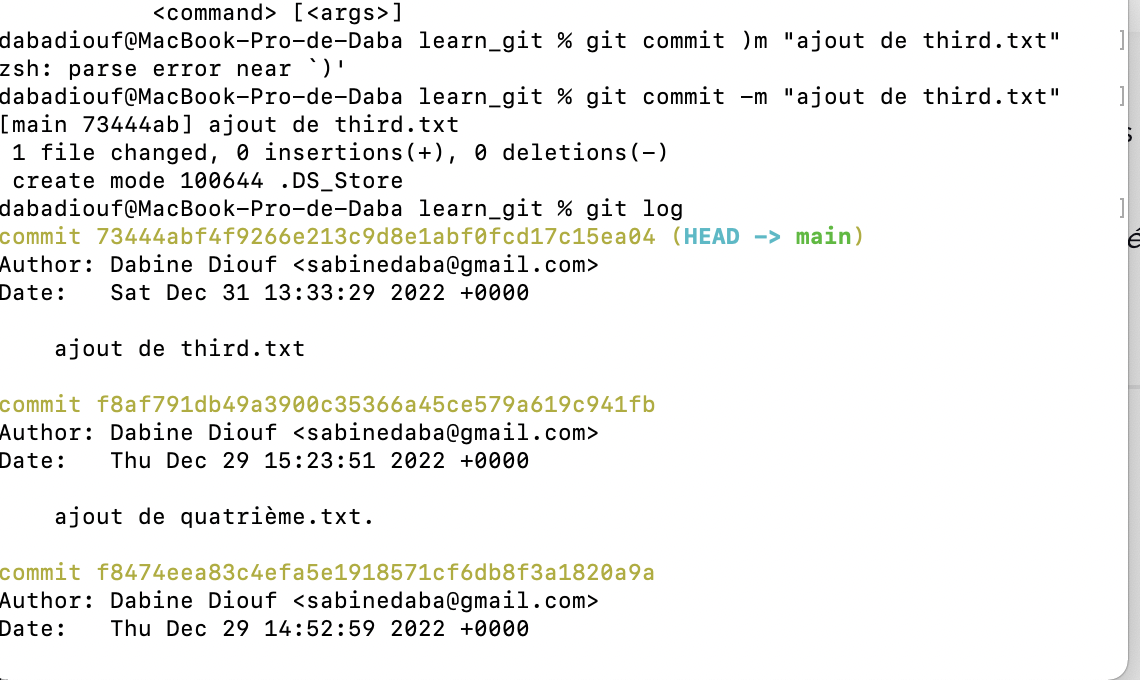 <command> [<args>]
dabadiouf@MacBook-Pro-de-Daba learn_git % git commit )m "ajout de third.txt" ]
zsh: parse error near `)'
dabadiouf@MacBook-Pro-de-Daba learn_git % git commit -m "ajout de third.txt" ]
[main 73444ab] ajout de third.txt
1 file changed, 0 insertions(+), 0 deletions(-)
create mode 100644 .DS_Store
dabadiouf@MacBook-Pro-de-Daba learn_git % git log ]
commit 73444abf4f9266e213c9d8e1abf0fcd17c15ea04 (HEAD -> main)
Author: Dabine Diouf <sabinedaba@gmail.com>
Date: Sat Dec 31 13:33:29 2022 +0000
ajout de third.txt
commit f8af791db49a3900c35366a45ce579a619c941fb
Author: Dabine Diouf <sabinedaba@gmail.com>
Date: Thu Dec 29 15:23:51 2022 +0000
ajout de quatrième.txt.
commit f8474eea83c4efa5e1918571cf6db8f3a1820a9a
Author: Dabine Diouf <sabinedaba@gmail.com>
Date: Thu Dec 29 14:52:59 2022 +0000